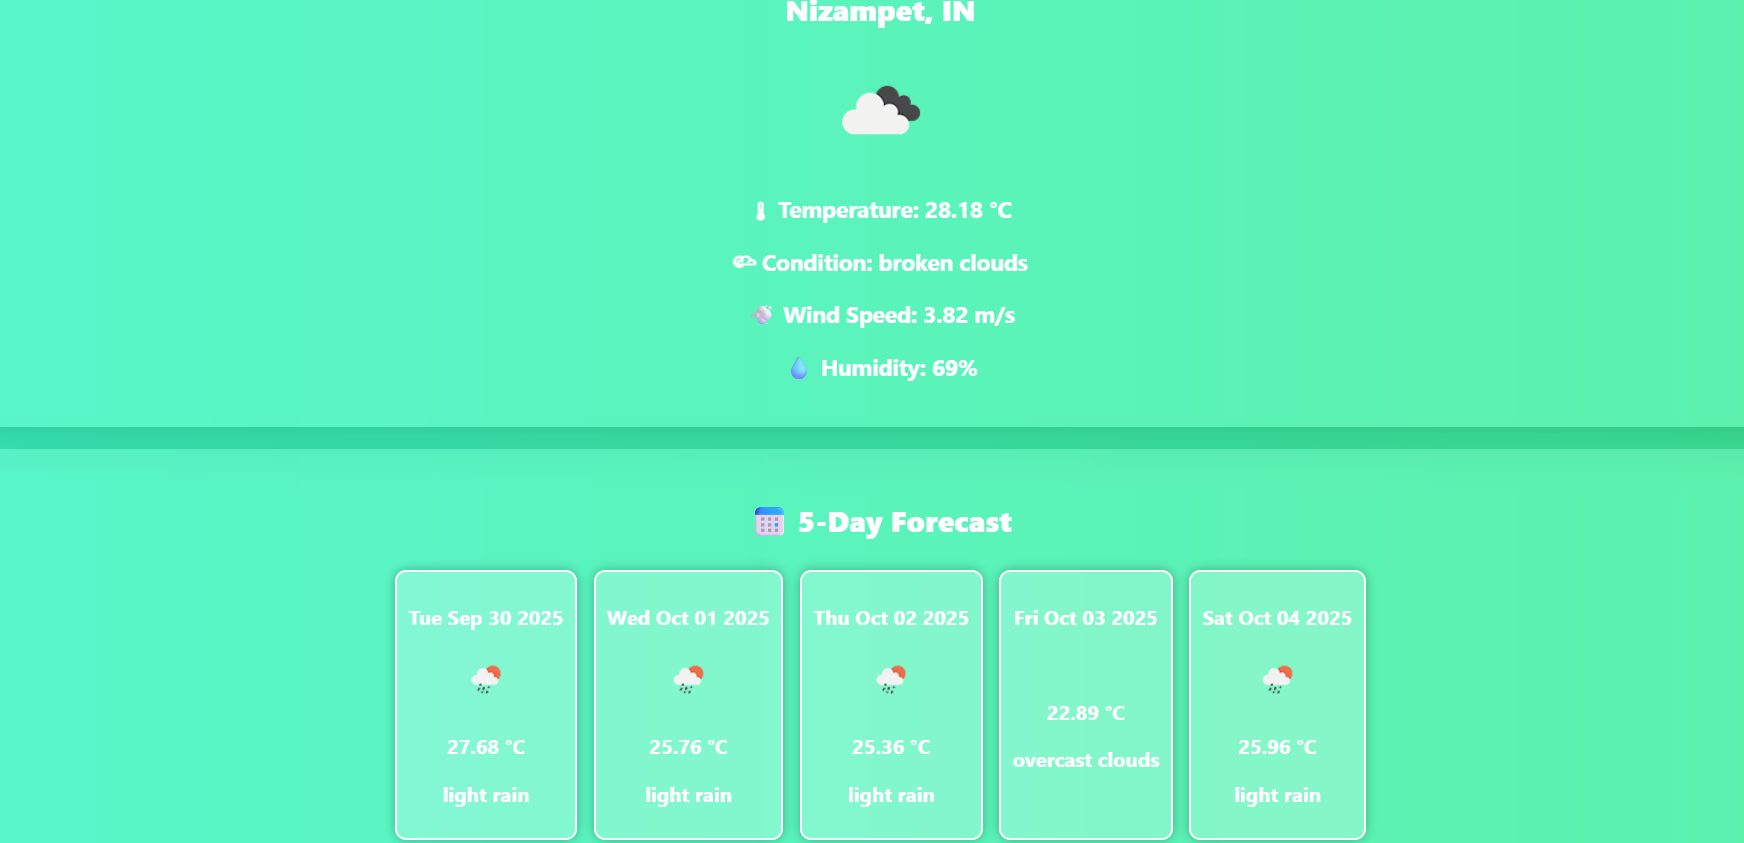 Nizampet, IN
Temperature: 28.18 °C
Condition: broken clouds
Wind Speed: 3.82 m/s
Humidity: 69%
5-Day Forecast
Tue Sep 30 2025
27.68 °C
light rain
Wed Oct 01 2025
25.76 °C
light rain
Thu Oct 02 2025
25.36 °C
light rain
Fri Oct 03 2025
22.89 °C
overcast clouds
Sat Oct 04 2025
25.96 °C
light rain